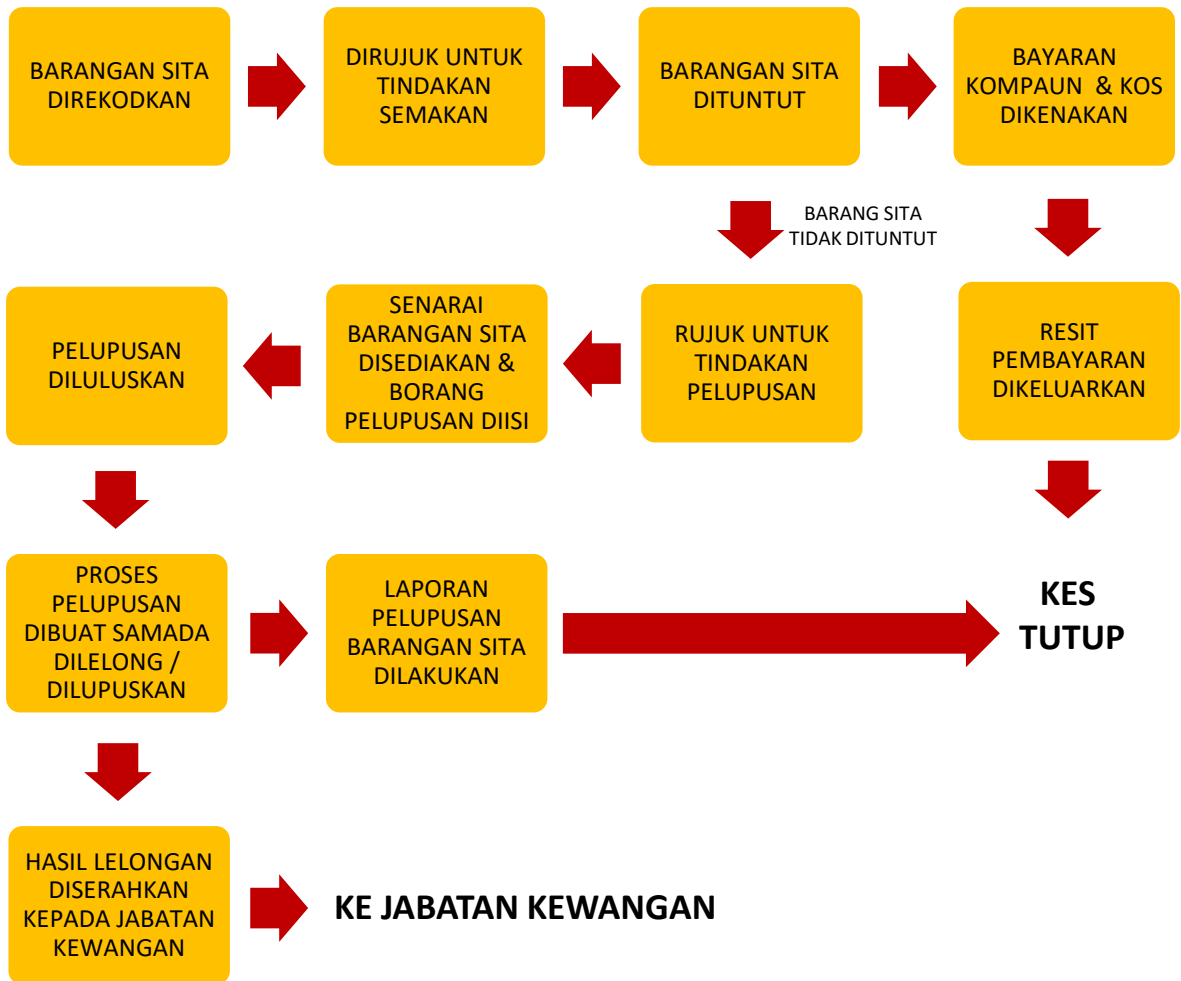 BARANGAN SITA
DIREKODKAN
DIRUJUK UNTUK
TINDAKAN
SEMAKAN
BARANGAN SITA
DITUNTUT
BAYARAN
KOMPAUN & KOS
DIKENAKAN
BARANG SITA
TIDAK DITUNTUT
PELUPUSAN
DILULUSKAN
SENARAI
BARANGAN SITA
DISEDIAKAN &
BORANG
PELUPUSAN DIISI
RUJUK UNTUK
TINDAKAN
PELUPUSAN
RESIT
PEMBAYARAN
DIKELUARKAN
PROSES
PELUPUSAN
DIBUAT SAMADA
DILELONG /
DILUPUSKAN
LAPORAN
PELUPUSAN
BARANGAN SITA
DILAKUKAN
KES
TUTUP
HASIL LELONGAN
DISERAHKAN
KEPADA JABATAN
KEWANGAN
KE JABATAN KEWANGAN